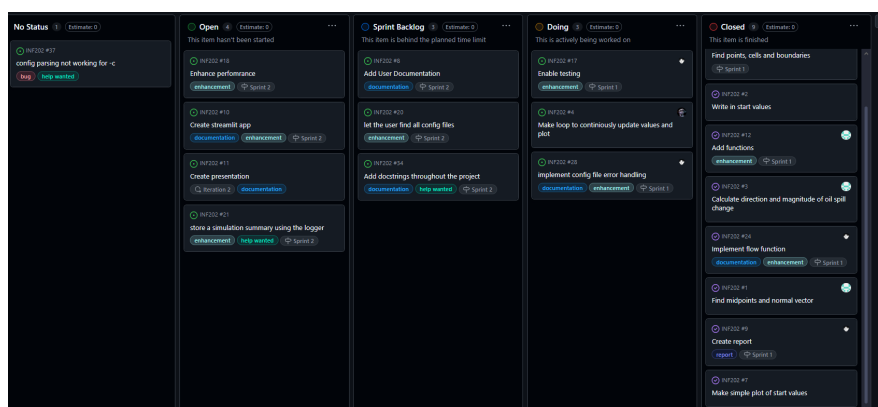 No Status 1 Estimate: 0
INF202 #37
config parsing not working for -c
bug help wanted
Open 4 Estimate: 0
This item hasn't been started
INF202 #18
Enhance perfomrance
enhancement Sprint 2
INF202 #10
Create streamlit app
documentation enhancement Sprint 2
INF202 #11
Create presentation
Iteration 2 documentation
INF202 #21
store a simulation summary using the logger
enhancement help wanted Sprint 2
Sprint Backlog 3 Estimate: 0
This item is behind the planned time limit
INF202 #8
Add User Documentation
documentation Sprint 2
INF202 #20
let the user find all config files
enhancement Sprint 2
INF202 #34
Add docstrings throughout the project
documentation help wanted Sprint 2
Doing 3 Estimate: 0
This is actively being worked on
INF202 #17
Enable testing
enhancement Sprint 1
INF202 #4
Make loop to continiously update values and
plot
INF202 #28
implement config file error handling
documentation enhancement Sprint 1
Closed 9 Estimate: 0
This item is finished
Find points, cells and boundaries
Sprint 1
INF202 #2
Write in start values
INF202 #12
Add functions
enhancement Sprint 1
INF202 #3
Calculate direction and magnitude of oil spill
change
INF202 #24
Implement flow function
documentation enhancement Sprint 1
INF202 #1
Find midpoints and normal vector
INF202 #9
Create report
report Sprint 1
INF202 #7
Make simple plot of start values